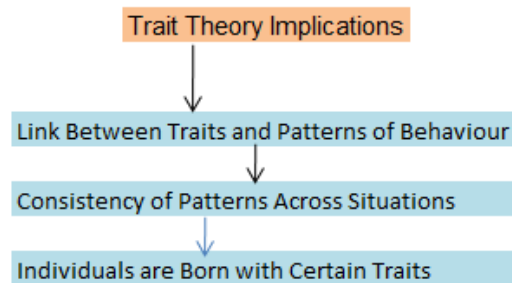 Trait Theory Implications
Link Between Traits and Patterns of Behaviour
Consistency of Patterns Across Situations
Individuals are Born with Certain Traits